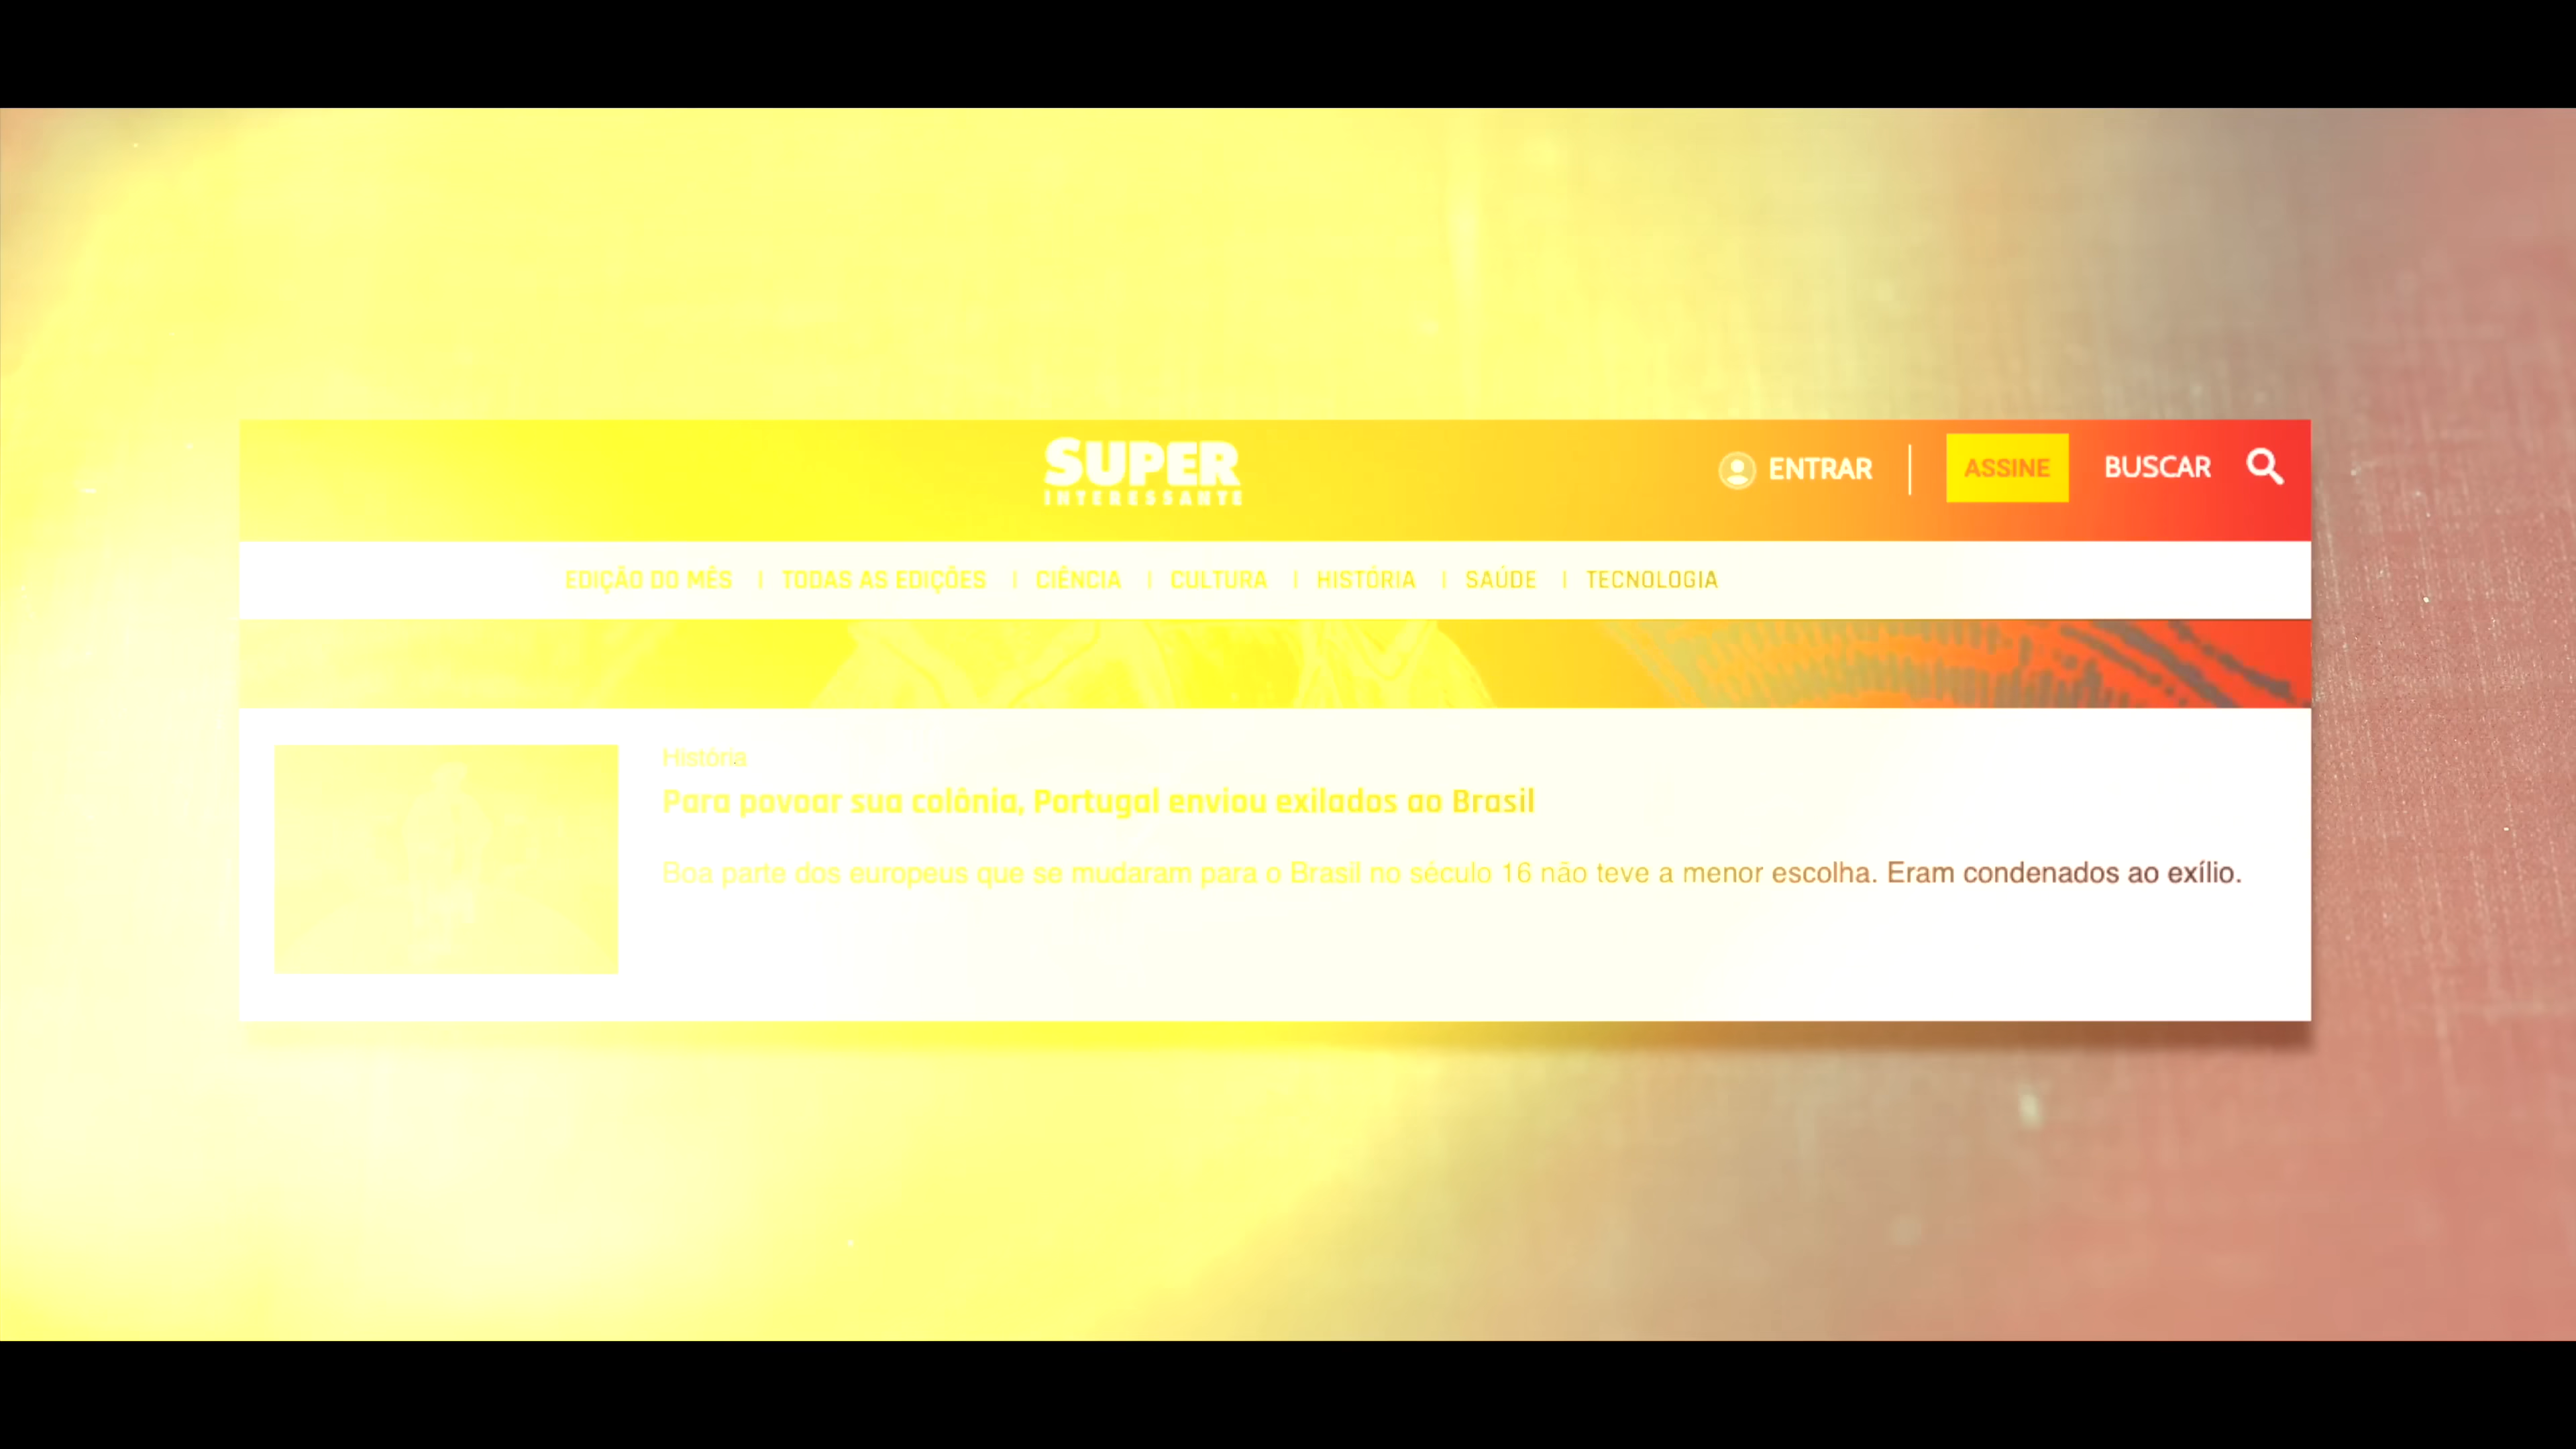 SUPER
INTERESSANTE
ENTRAR | ASSINE BUSCAR
EDIÇÃO DO MÊS | TODAS AS EDIÇÕES | CIÊNCIA | CULTURA | HISTÓRIA | SAÚDE | TECNOLOGIA
História
Para povoar sua colônia, Portugal enviou exilados ao Brasil
Boa parte dos europeus que se mudaram para o Brasil no século 16 não teve a menor escolha. Eram condenados ao exílio.